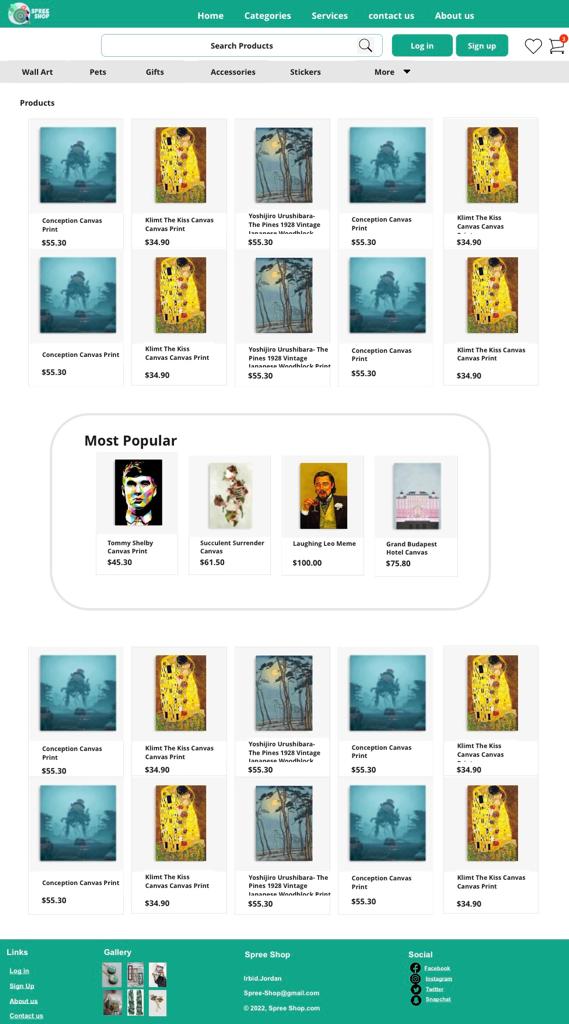 SPREE
SHOP
Home Categories Services contact us About us
Search Products
Log in
Sign up
3
Wall Art Pets Gifts Accessories Stickers More
Products
Conception Canvas
Print
$55.30
Klimt The Kiss Canvas
Canvas Print
$34.90
Yoshijiro Urushibara-
The Pines 1928 Vintage
Japanese Woodblock
$55.30
Conception Canvas
Print
$55.30
Klimt The Kiss
Canvas Canvas
Print
$34.90
Conception Canvas Print
$55.30
Klimt The Kiss
Canvas Canvas Print
$34.90
Yoshijiro Urushibara- The
Pines 1928 Vintage
Japanese Woodblock Print
$55.30
Conception Canvas
Print
$55.30
Klimt The Kiss Canvas
Canvas Print
$34.90
Most Popular
Tommy Shelby
Canvas Print
$45.30
Succulent Surrender
Canvas
$61.50
Laughing Leo Meme
$100.00
Grand Budapest
Hotel Canvas
$75.80
Conception Canvas
Print
$55.30
Klimt The Kiss Canvas
Canvas Print
$34.90
Yoshijiro Urushibara-
The Pines 1928 Vintage
Japanese Woodblock
$55.30
Conception Canvas
Print
$55.30
Klimt The Kiss
Canvas Canvas
Print
$34.90
Conception Canvas Print
$55.30
Klimt The Kiss
Canvas Canvas Print
$34.90
Yoshijiro Urushibara- The
Pines 1928 Vintage
Japanese Woodblock Print
$55.30
Conception Canvas
Print
$55.30
Klimt The Kiss Canvas
Canvas Print
$34.90
Links
Log in
Sign Up
About us
Contact us
Gallery
Spree Shop
Irbid.Jordan
Spree-Shop@gmail.com
© 2022, Spree Shop.com
Social
Facebook
Instagram
Twitter
Snapchat